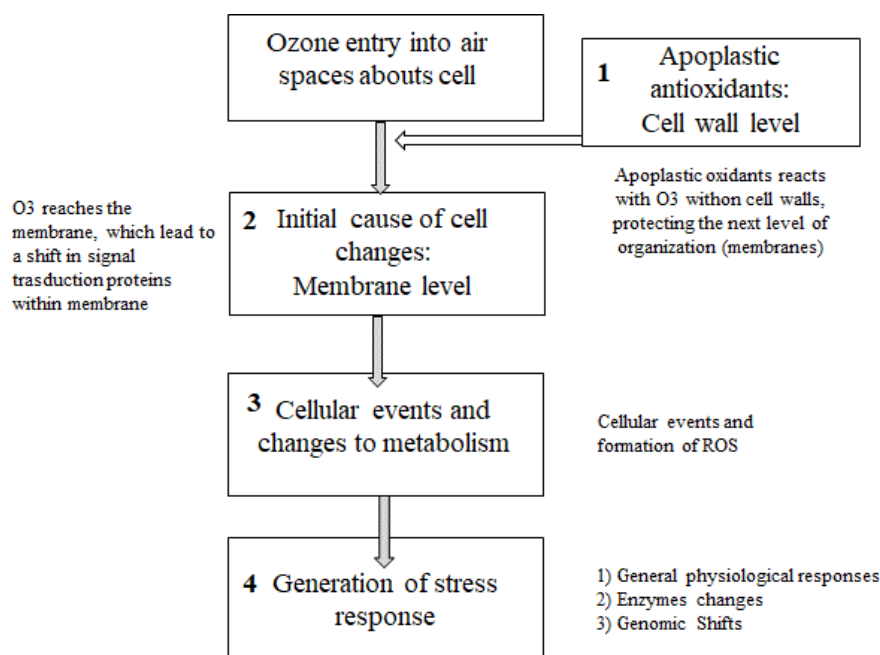 Ozone entry into air
spaces abouts cell
1 Apoplastic
antioxidants:
Cell wall level
Apoplastic oxidants reacts
with O3 withon cell walls,
protecting the next level of
organization (membranes)
O3 reaches the
membrane, which lead to
a shift in signal
trasduction proteins
within membrane
2 Initial cause of cell
changes:
Membrane level
3 Cellular events and
changes to metabolism
Cellular events and
formation of ROS
4 Generation of stress
response
1) General physiological responses
2) Enzymes changes
3) Genomic Shifts